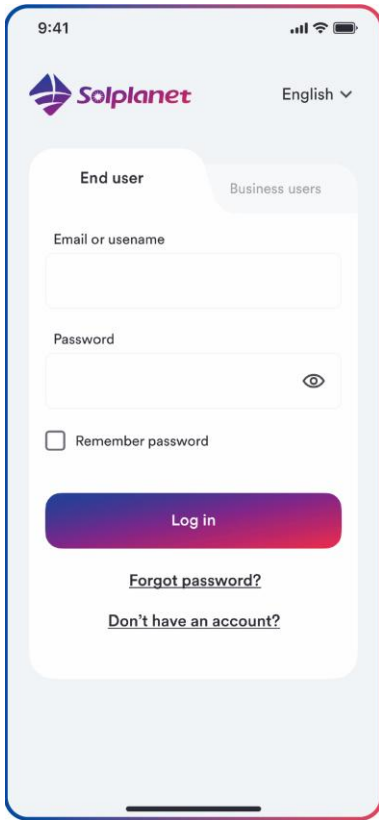 9:41
Solplanet
English
End user
Business users
Email or usename
Password
Remember password
Log in
Forgot password?
Don't have an account?